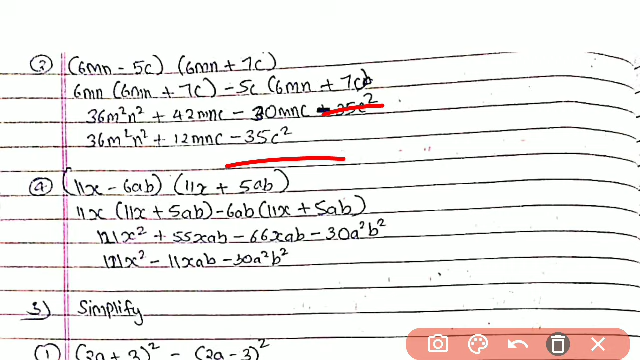 ③ (6mn - 5c) (6mn + 7c)
6mn (6mn + 7c) - 5c (6mn + 7c)
36m²n² + 42mnc - 30mnc - 35c²
36m²n² + 12mnc - 35c²
④ (11x - 6ab) (11x + 5ab)
11x (11x + 5ab) - 6ab (11x + 5ab)
121x² + 55xab - 66xab - 30a²b²
121x² - 11xab - 30a²b²
3) Simplify
(1) (2a + 3)² - (2a - 3)²